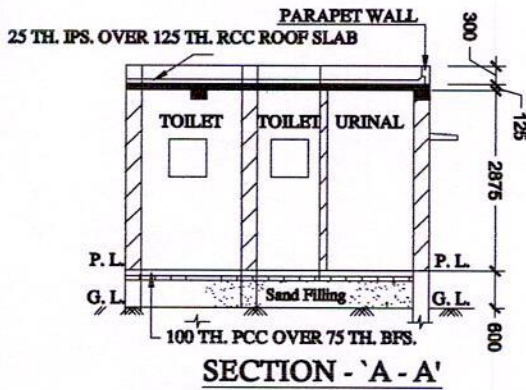 PARAPET WALL
25 TH. IPS. OVER 125 TH. RCC ROOF SLAB
300
125
TOILET TOILET URINAL
2875
P. L. P. L.
G. L. Sand Filling G. L.
600
100 TH. PCC OVER 75 TH. BFS.
SECTION - `A - A'